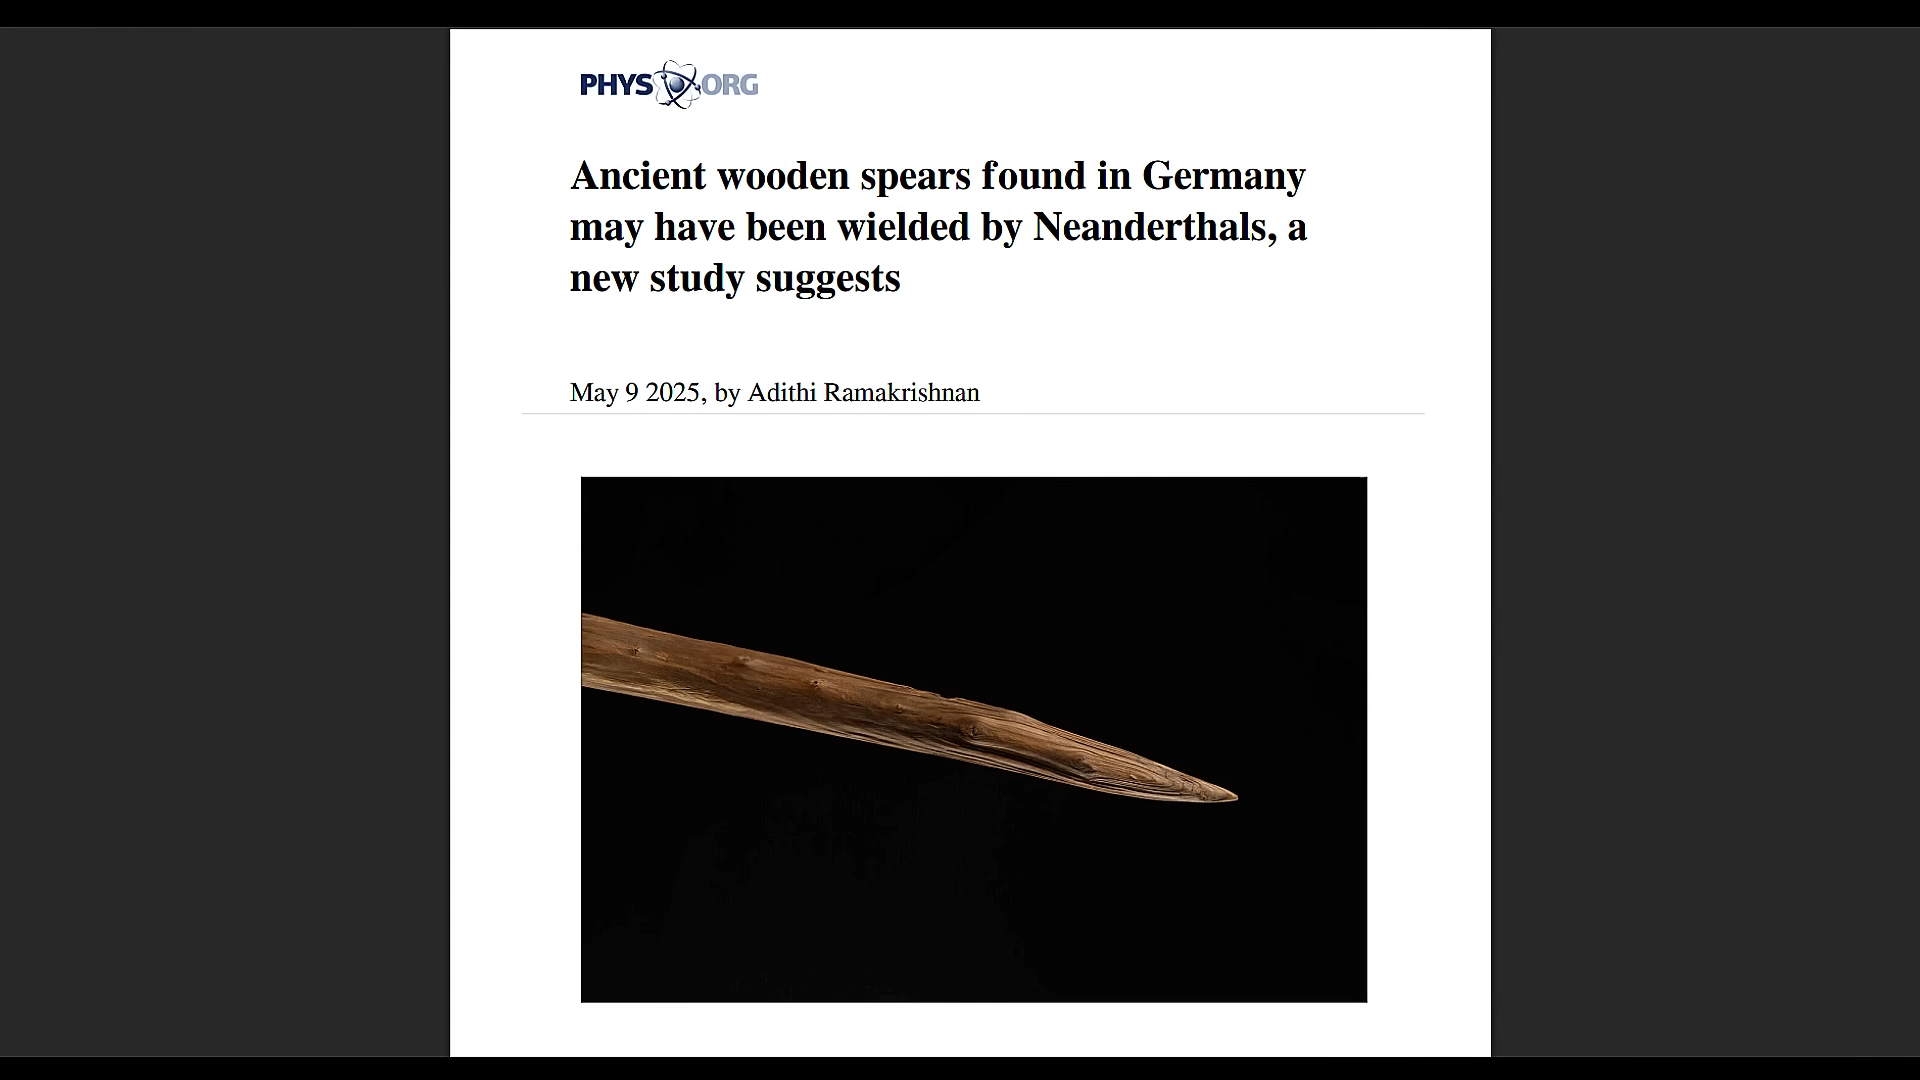 PHYS ORG
Ancient wooden spears found in Germany
may have been wielded by Neanderthals, a
new study suggests
May 9 2025, by Adithi Ramakrishnan